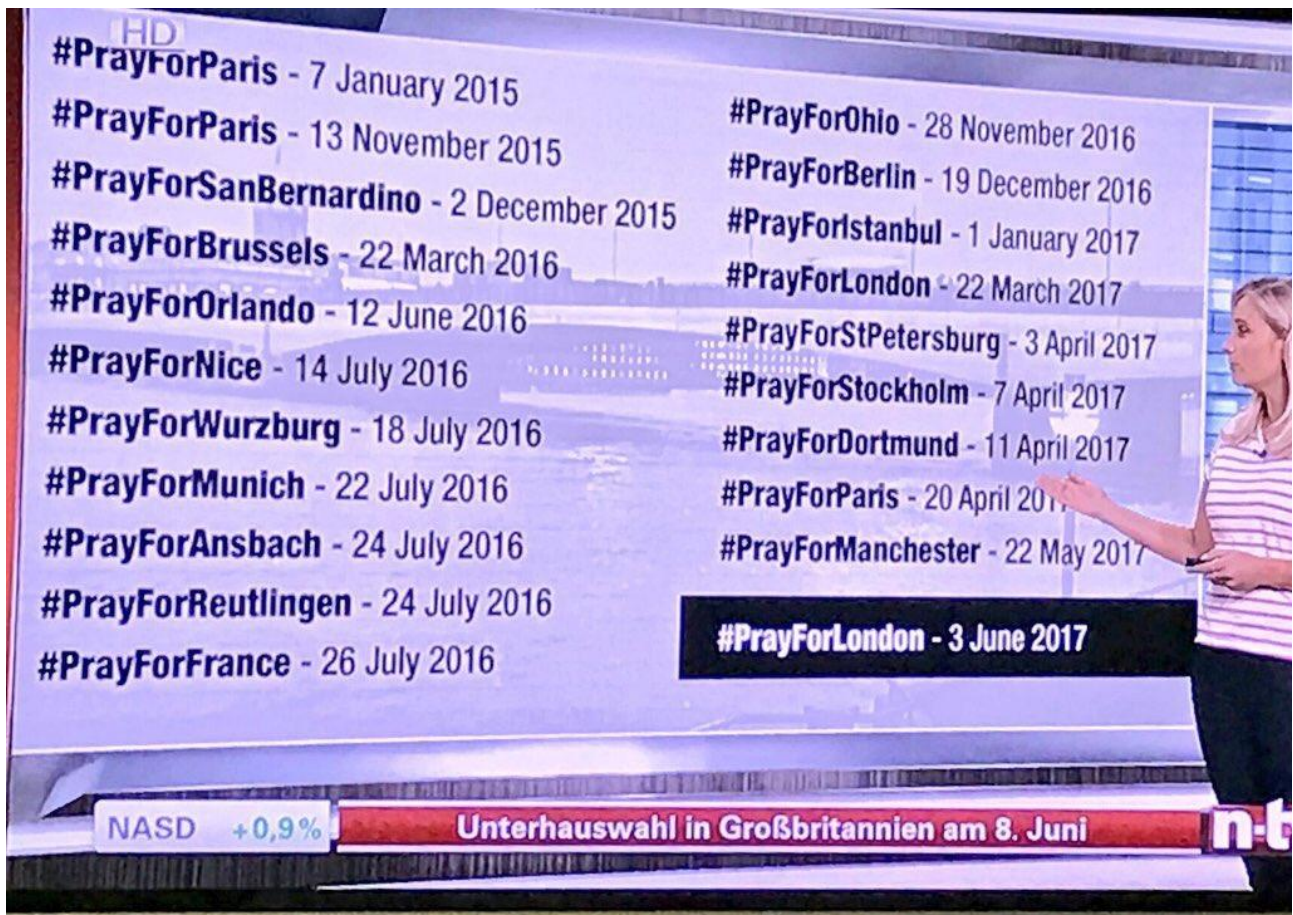 HD
#PrayForParis - 7 January 2015
#PrayForParis - 13 November 2015
#PrayForSanBernardino - 2 December 2015
#PrayForBrussels - 22 March 2016
#PrayForOrlando - 12 June 2016
#PrayForNice - 14 July 2016
#PrayForWurzburg - 18 July 2016
#PrayForMunich - 22 July 2016
#PrayForAnsbach - 24 July 2016
#PrayForReutlingen - 24 July 2016
#PrayForFrance - 26 July 2016
#PrayForOhio - 28 November 2016
#PrayForBerlin - 19 December 2016
#PrayForIstanbul - 1 January 2017
#PrayForLondon - 22 March 2017
#PrayForStPetersburg - 3 April 2017
#PrayForStockholm - 7 April 2017
#PrayForDortmund - 11 April 2017
#PrayForParis - 20 April 2017
#PrayForManchester - 22 May 2017
#PrayForLondon - 3 June 2017
NASD +0,9% Unterhauswahl in Großbritannien am 8. Juni n-t